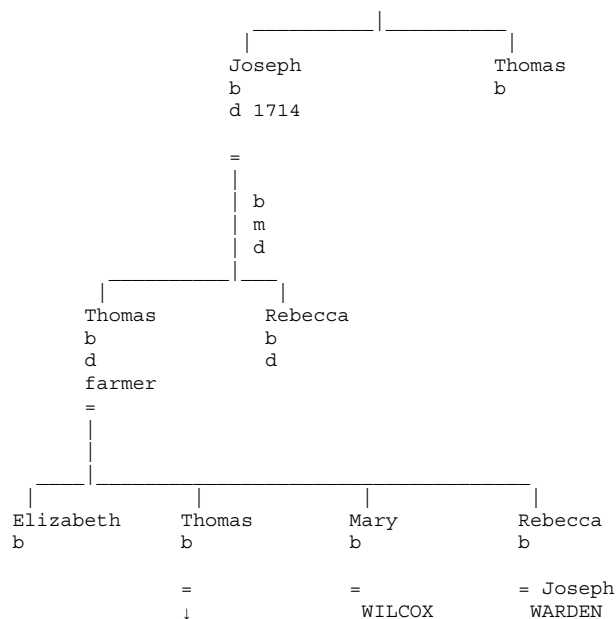 Joseph Thomas
b b
d 1714
=
b
m
d
Thomas Rebecca
b b
d d
farmer
=
Elizabeth Thomas Mary Rebecca
b b b b
= = = Joseph
↓ WILCOX WARDEN